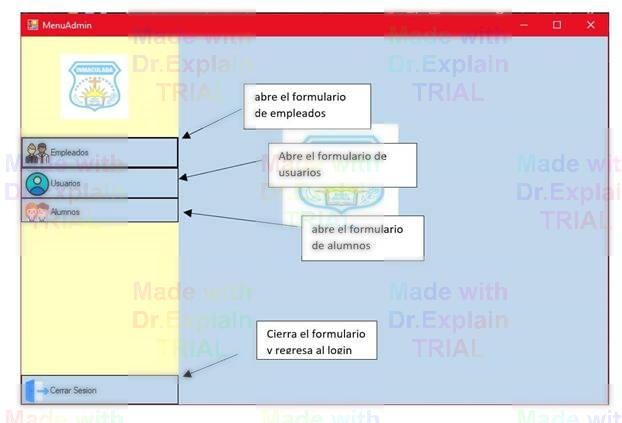 MenuAdmin
Made with
Dr.Explain
TRIAL
Made with
Dr.Explain
TRIAL
INMACULADA
abre el formulario
de empleados
Empleados
Abre el formulario de
usuarios
Usuarios
Alumnos
abre el formulario
de alumnos
Made with
Dr.Explain
TRIAL
Made with
Dr.Explain
TRIAL
Made with
Dr.Explain
TRIAL
Made with
Dr.Explain
TRIAL
Cierra el formulario
y regresa al login
Cerrar Sesion
Made with
Made with
Made with